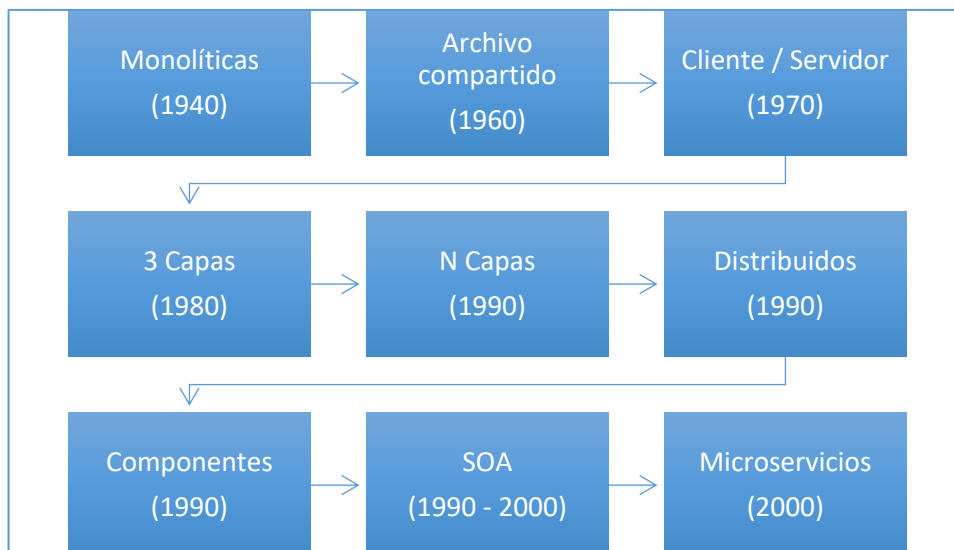 Monolíticas
(1940)
Archivo
compartido
(1960)
Cliente / Servidor
(1970)
3 Capas
(1980)
N Capas
(1990)
Distribuidos
(1990)
Componentes
(1990)
SOA
(1990 - 2000)
Microservicios
(2000)